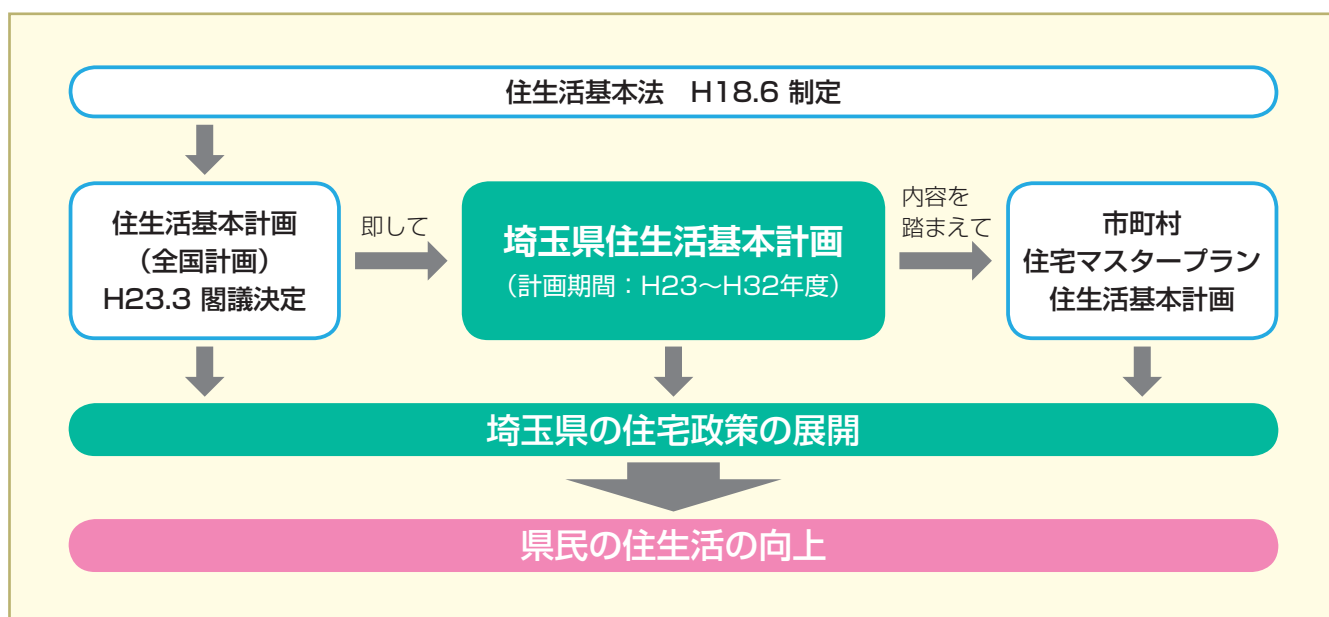 住生活基本法　H18.6 制定
住生活基本計画
（全国計画）
H23.3 閣議決定
即して
埼玉県住生活基本計画
（計画期間：H23〜H32年度）
内容を
踏まえて
市町村
住宅マスタープラン
住生活基本計画
埼玉県の住宅政策の展開
県民の住生活の向上